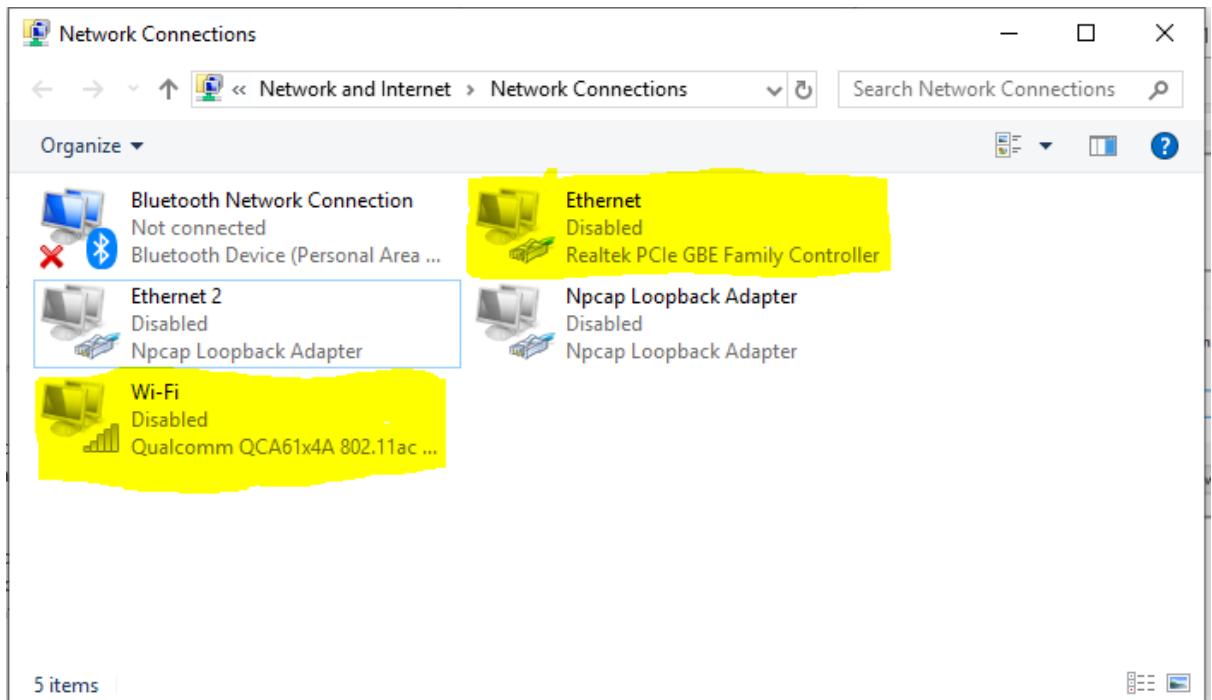 Network Connections
« Network and Internet › Network Connections
Search Network Connections
Organize
Bluetooth Network Connection
Not connected
Bluetooth Device (Personal Area ...
Ethernet
Disabled
Realtek PCIe GBE Family Controller
Ethernet 2
Disabled
Npcap Loopback Adapter
Npcap Loopback Adapter
Disabled
Npcap Loopback Adapter
Wi-Fi
Disabled
Qualcomm QCA61x4A 802.11ac ...
5 items